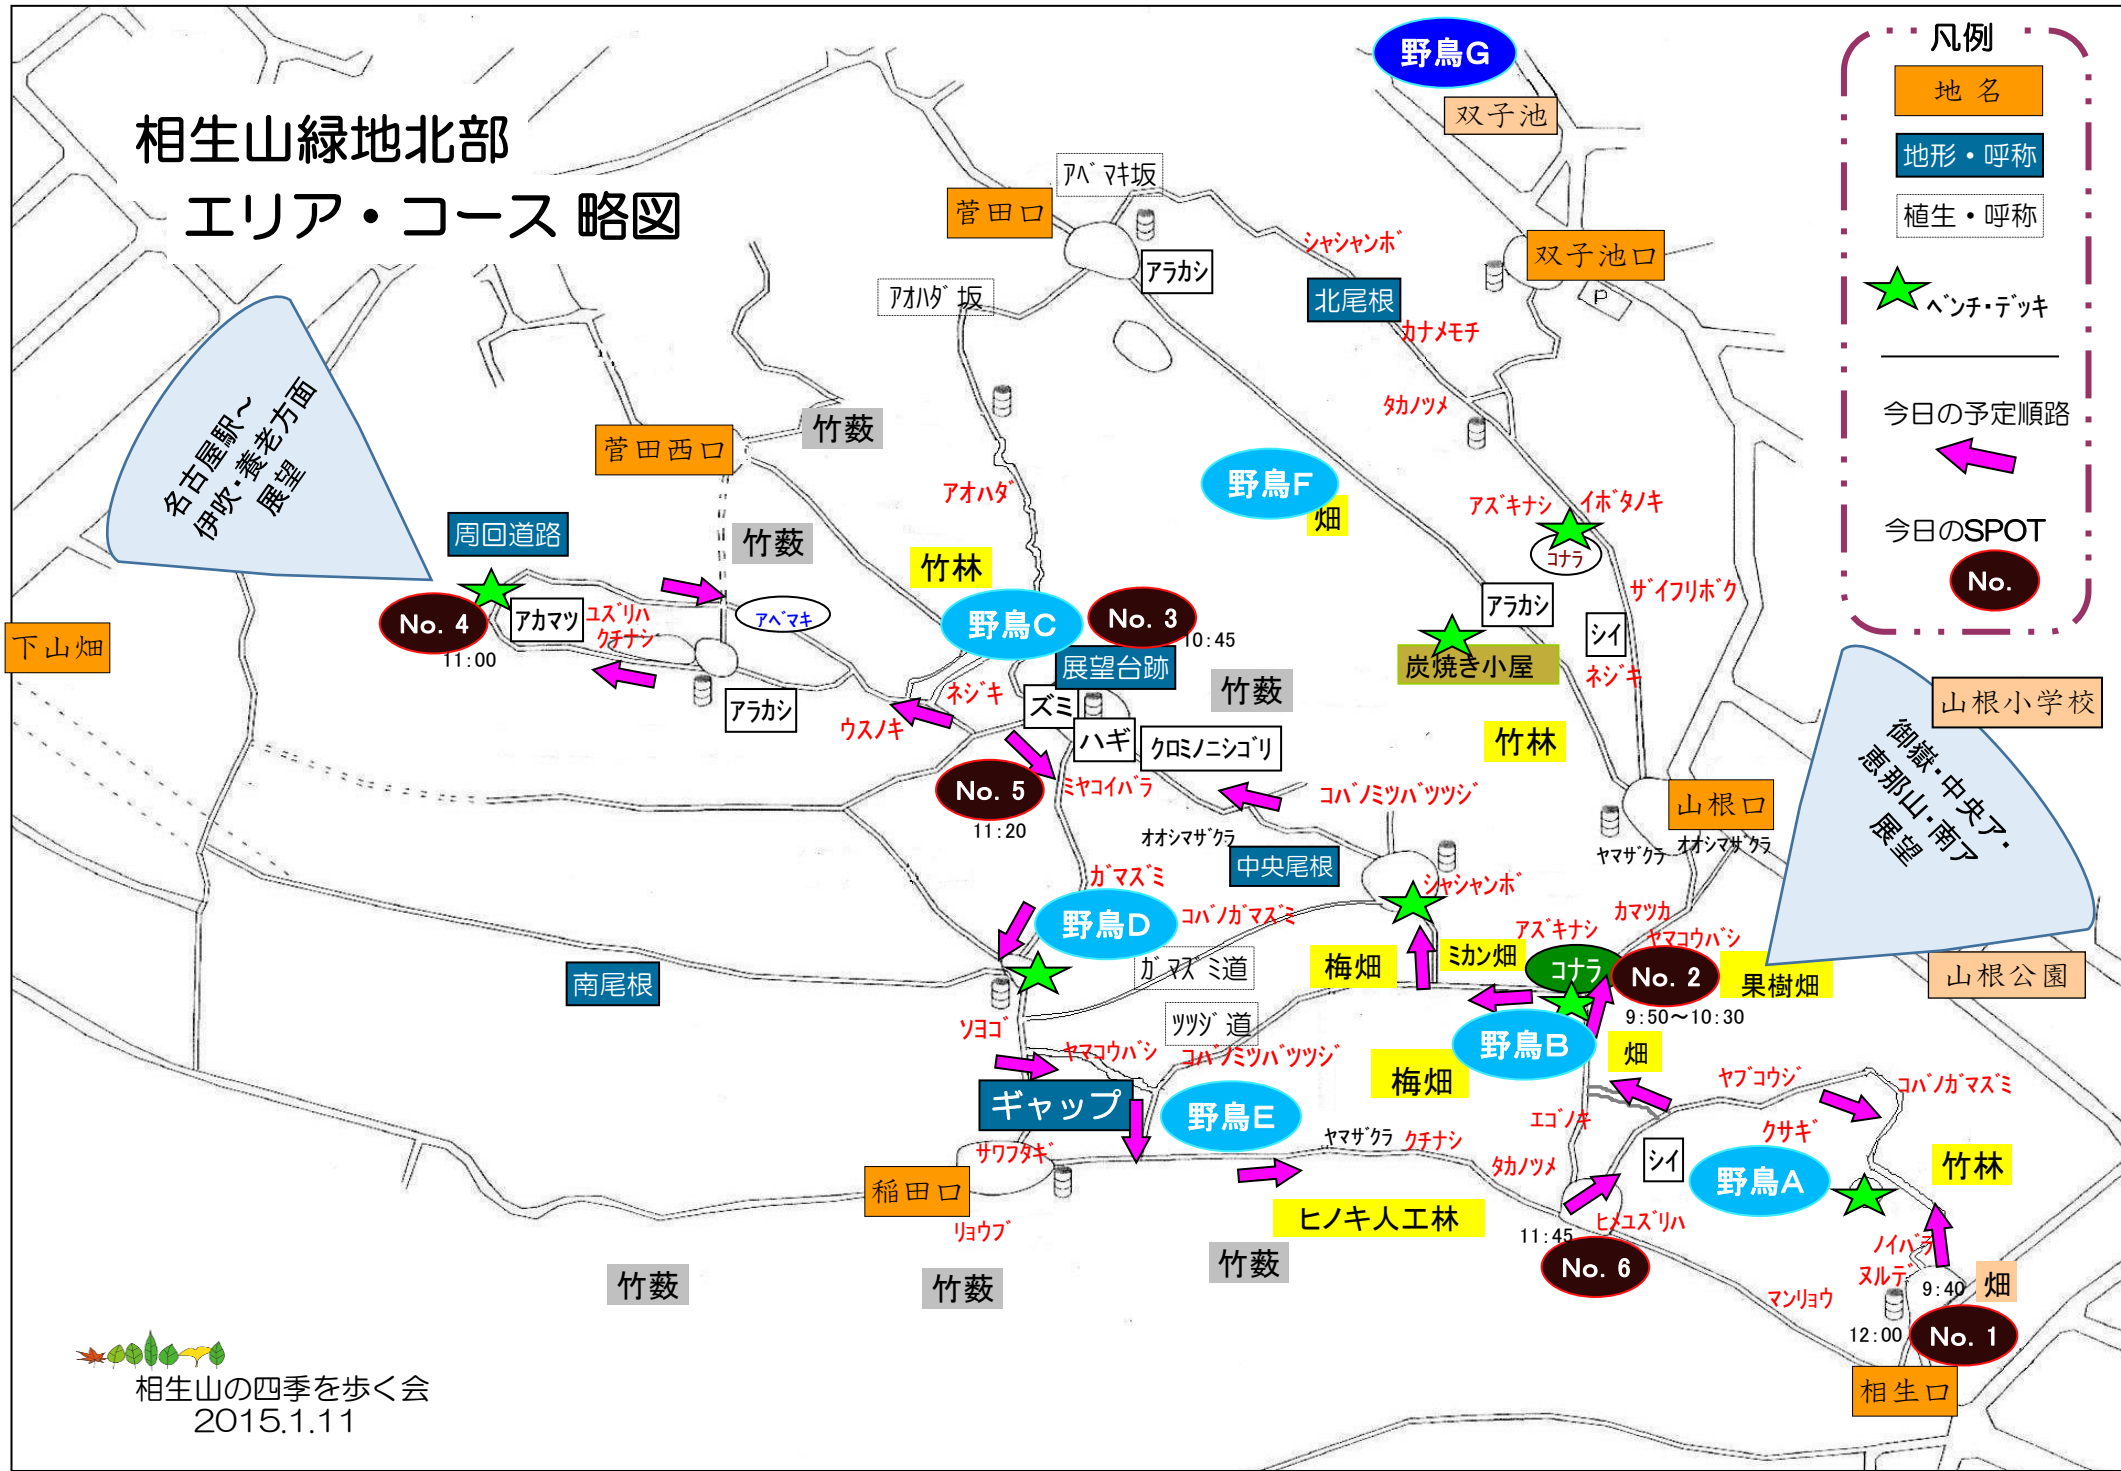 相生山緑地北部
エリア・コース 略図
凡例
地 名
地形・呼称
植生・呼称
ベンチ・デッキ
今日の予定順路
今日のSPOT
No.
野鳥G
双子池
アベマキ坂
菅田口
アラカシ
シャシャンボ
双子池口
P
北尾根
アオハダ坂
カナメモチ
タカノツメ
名古屋駅～
伊吹・養老方面
展望
竹薮
菅田西口
アオハダ
野鳥F
畑
アズキナシ
イボタノキ
コナラ
周回道路
竹薮
竹林
ザイフリボク
アラカシ
シイ
炭焼き小屋
ネジキ
竹林
No. 4
11:00
アカマツ
ユズリハ
クチナシ
アベマキ
野鳥C
No. 3
10:45
展望台跡
下山畑
アラカシ
ネジキ
ウスノキ
ズミ
ハギ
クロミノニシゴリ
竹薮
山根小学校
御嶽・中央ア・
恵那山・南ア
展望
No. 5
11:20
ミヤコイバラ
コバノミツバツツジ
山根口
オオシマザクラ
中央尾根
ヤマザクラ
オオシマザクラ
ガマズミ
シャシャンボ
野鳥D
コバノガマズミ
カマツカ
アズキナシ
ヤマコウバシ
南尾根
ガマズミ道
梅畑
ミカン畑
コナラ
No. 2
9:50～10:30
果樹畑
山根公園
ソヨゴ
ツツジ道
ヤマコウバシ
コバノミツバツツジ
野鳥B
畑
梅畑
ギャップ
野鳥E
エゴノキ
ヤブコウジ
コバノガマズミ
クサギ
サワフタギ
ヤマザクラ
クチナシ
タカノツメ
シイ
野鳥A
竹林
稲田口
リョウブ
ヒノキ人工林
11:45
ヒメユズリハ
No. 6
ノイバラ
ヌルデ
9:40
畑
マンリョウ
12:00
No. 1
相生口
竹薮
竹薮
竹薮
相生山の四季を歩く会
2015.1.11